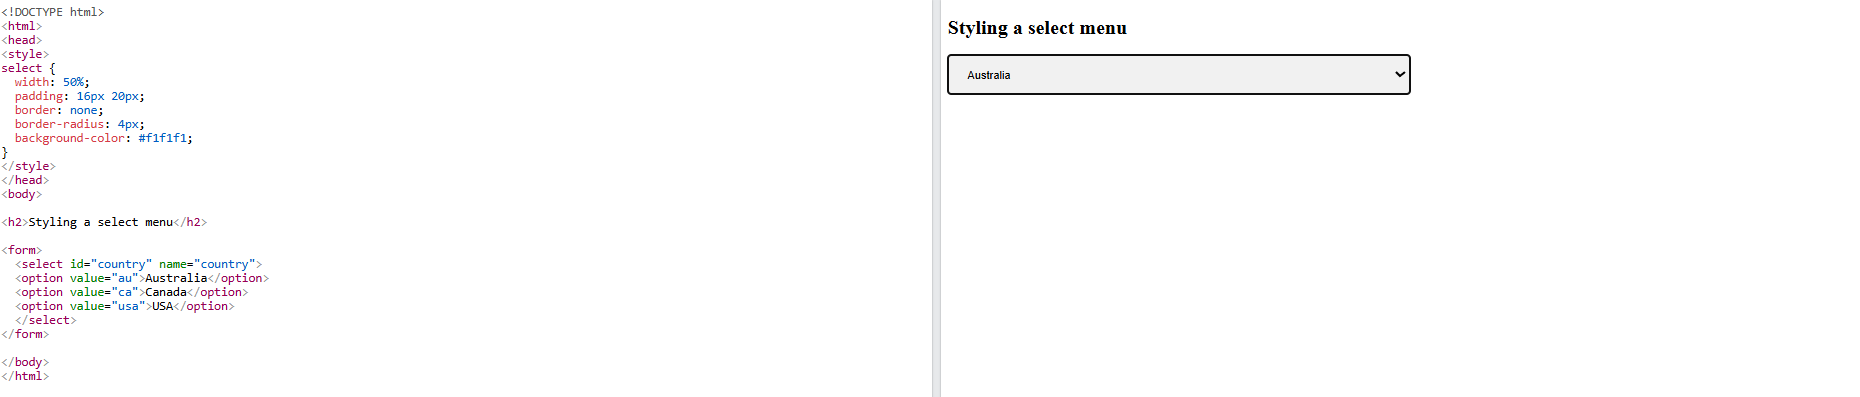 <!DOCTYPE html>
<html>
<head>
<style>
select {
  width: 50%;
  padding: 16px 20px;
  border: none;
  border-radius: 4px;
  background-color: #f1f1f1;
}
</style>
</head>
<body>

<h2>Styling a select menu</h2>

<form>
  <select id="country" name="country">
  <option value="au">Australia</option>
  <option value="ca">Canada</option>
  <option value="usa">USA</option>
  </select>
</form>

</body>
</html>
Styling a select menu
Australia